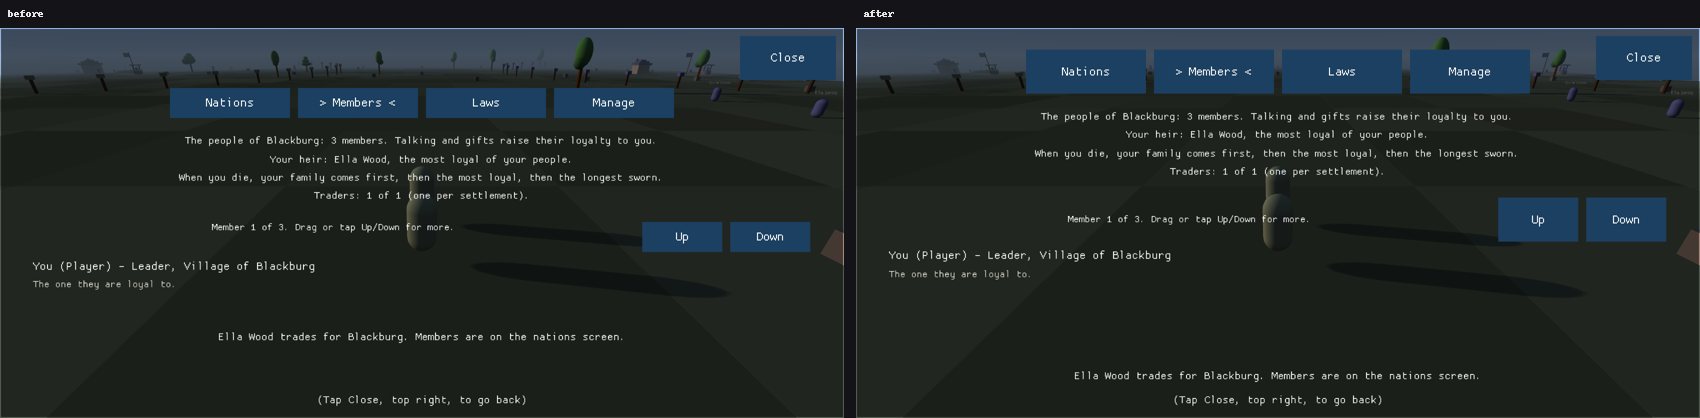 before
Close
Nations
> Members <
Laws
Manage
The people of Blackburg: 3 members. Talking and gifts raise their loyalty to you.
Your heir: Ella Wood, the most loyal of your people.
When you die, your family comes first, then the most loyal, then the longest sworn.
Traders: 1 of 1 (one per settlement).
Member 1 of 3. Drag or tap Up/Down for more.
Up
Down
You (Player) - Leader, Village of Blackburg
The one they are loyal to.
Ella Wood trades for Blackburg. Members are on the nations screen.
(Tap Close, top right, to go back)
after
Close
Nations
> Members <
Laws
Manage
The people of Blackburg: 3 members. Talking and gifts raise their loyalty to you.
Your heir: Ella Wood, the most loyal of your people.
When you die, your family comes first, then the most loyal, then the longest sworn.
Traders: 1 of 1 (one per settlement).
Member 1 of 3. Drag or tap Up/Down for more.
Up
Down
You (Player) - Leader, Village of Blackburg
The one they are loyal to.
Ella Wood trades for Blackburg. Members are on the nations screen.
(Tap Close, top right, to go back)